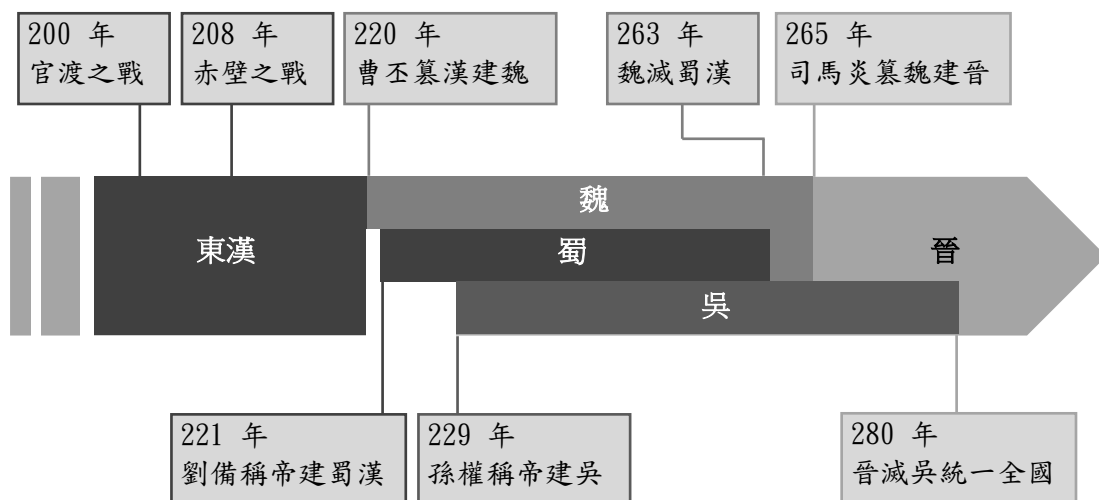 200 年
官渡之戰
208 年
赤壁之戰
220 年
曹丕篡漢建魏
263 年
魏滅蜀漢
265 年
司馬炎篡魏建晉
魏
東漢
蜀
晉
吳
221 年
劉備稱帝建蜀漢
229 年
孫權稱帝建吳
280 年
晉滅吳統一全國